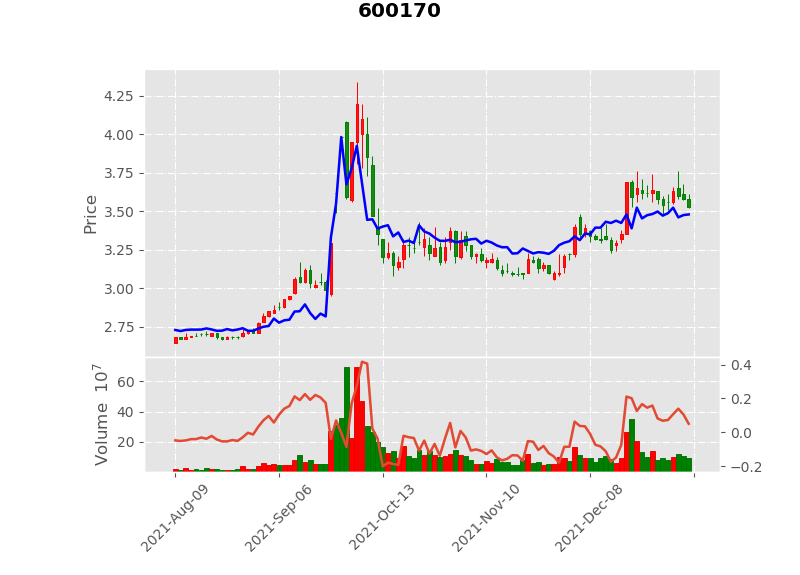 600170
4.25
4.00
3.75
3.50
3.25
3.00
2.75
Price
60
40
20
Volume 10^7
0.4
0.2
0.0
−0.2
2021-Aug-09
2021-Sep-06
2021-Oct-13
2021-Nov-10
2021-Dec-08